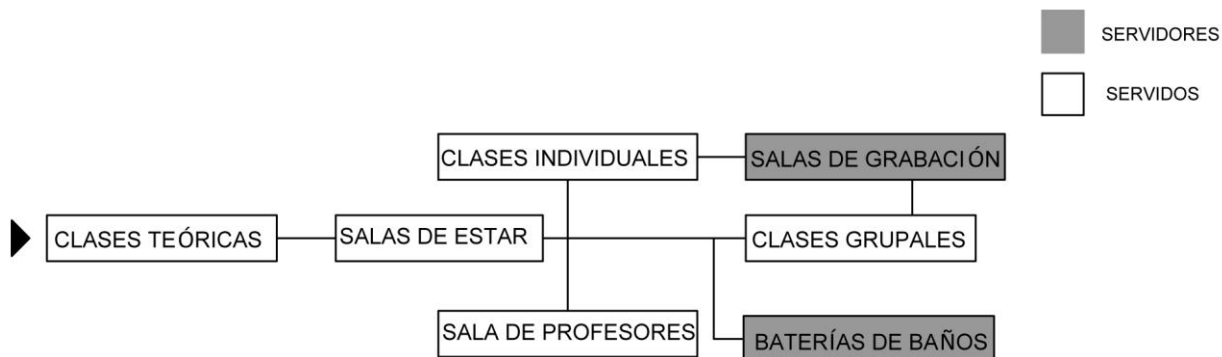 SERVIDORES
SERVIDOS
CLASES INDIVIDUALES
SALAS DE GRABACIÓN
CLASES TEÓRICAS
SALAS DE ESTAR
CLASES GRUPALES
SALA DE PROFESORES
BATERÍAS DE BAÑOS